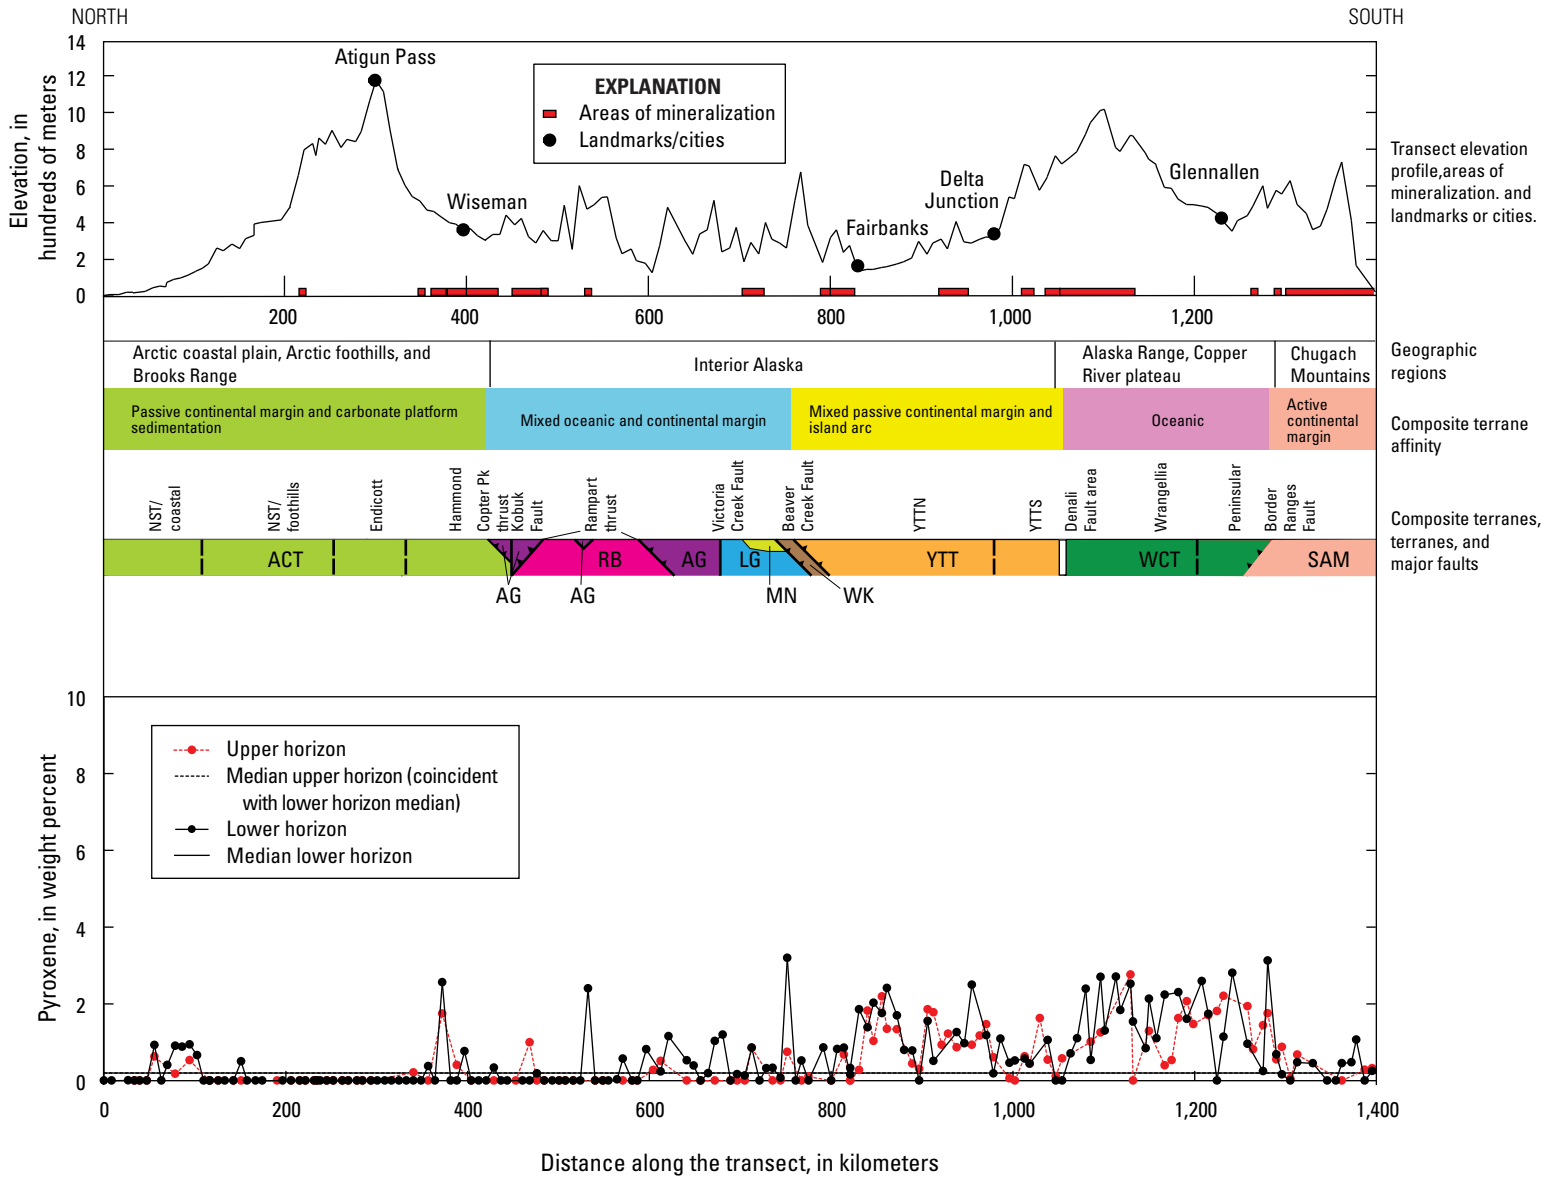 NORTH
SOUTH
Elevation, in
hundreds of meters
14
12
10
8
6
4
2
0
Atigun Pass
Wiseman
Fairbanks
Delta
Junction
Glennallen
EXPLANATION
Areas of mineralization
Landmarks/cities
200
400
600
800
1,000
1,200
Transect elevation
profile,areas of
mineralization. and
landmarks or cities.
Arctic coastal plain, Arctic foothills, and
Brooks Range
Interior Alaska
Alaska Range, Copper
River plateau
Chugach
Mountains
Geographic
regions
Passive continental margin and carbonate platform
sedimentation
Mixed oceanic and continental margin
Mixed passive continental margin and
island arc
Oceanic
Active
continental
margin
Composite terrane
affinity
NST/
coastal
NST/
foothills
Endicott
Hammond
Copter Pk
thrust
Kobuk
Fault
Rampart
thrust
Victoria
Creek Fault
Beaver
Creek Fault
YTTN
YTTS
Denali
Fault area
Wrangellia
Peninsular
Border
Ranges
Fault
Composite terranes,
terranes, and
major faults
ACT
RB
AG
LG
YTT
WCT
SAM
AG
AG
MN
WK
Pyroxene, in weight percent
10
8
6
4
2
0
Upper horizon
Median upper horizon (coincident
with lower horizon median)
Lower horizon
Median lower horizon
0
200
400
600
800
1,000
1,200
1,400
Distance along the transect, in kilometers